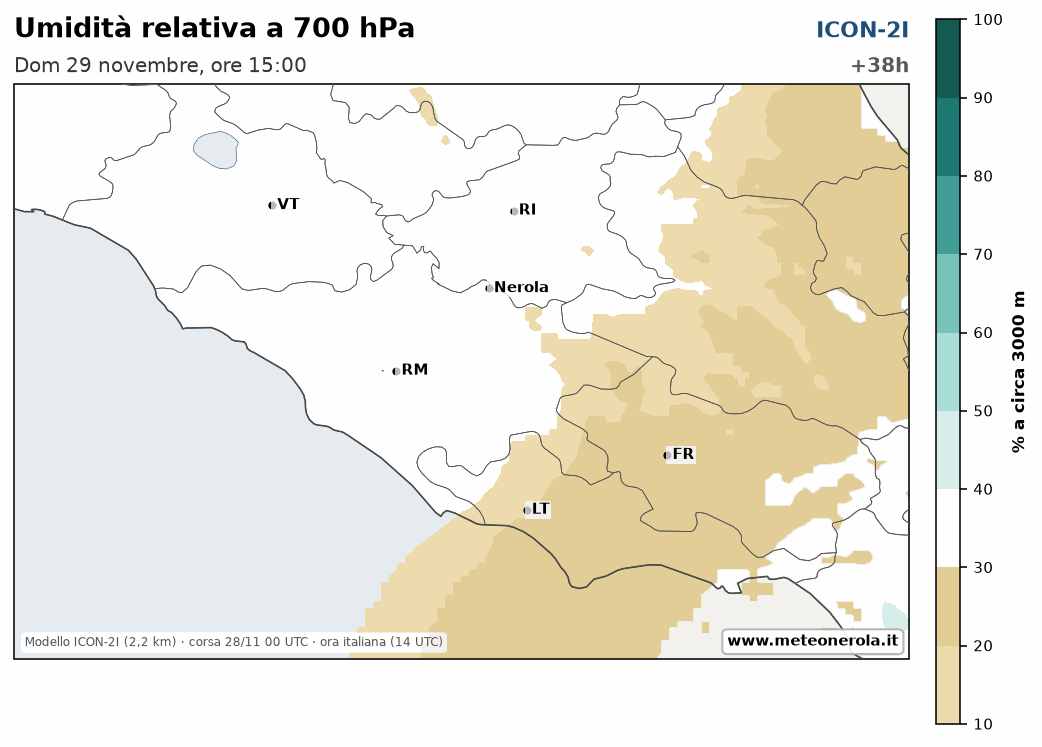 Umidità relativa a 700 hPa
ICON-2I
Dom 29 novembre, ore 15:00
+38h
VT
RI
Nerola
RM
FR
LT
Modello ICON-2I (2,2 km) · corsa 28/11 00 UTC · ora italiana (14 UTC)
www.meteonerola.it
100
90
80
70
60
50
40
30
20
10
% a circa 3000 m